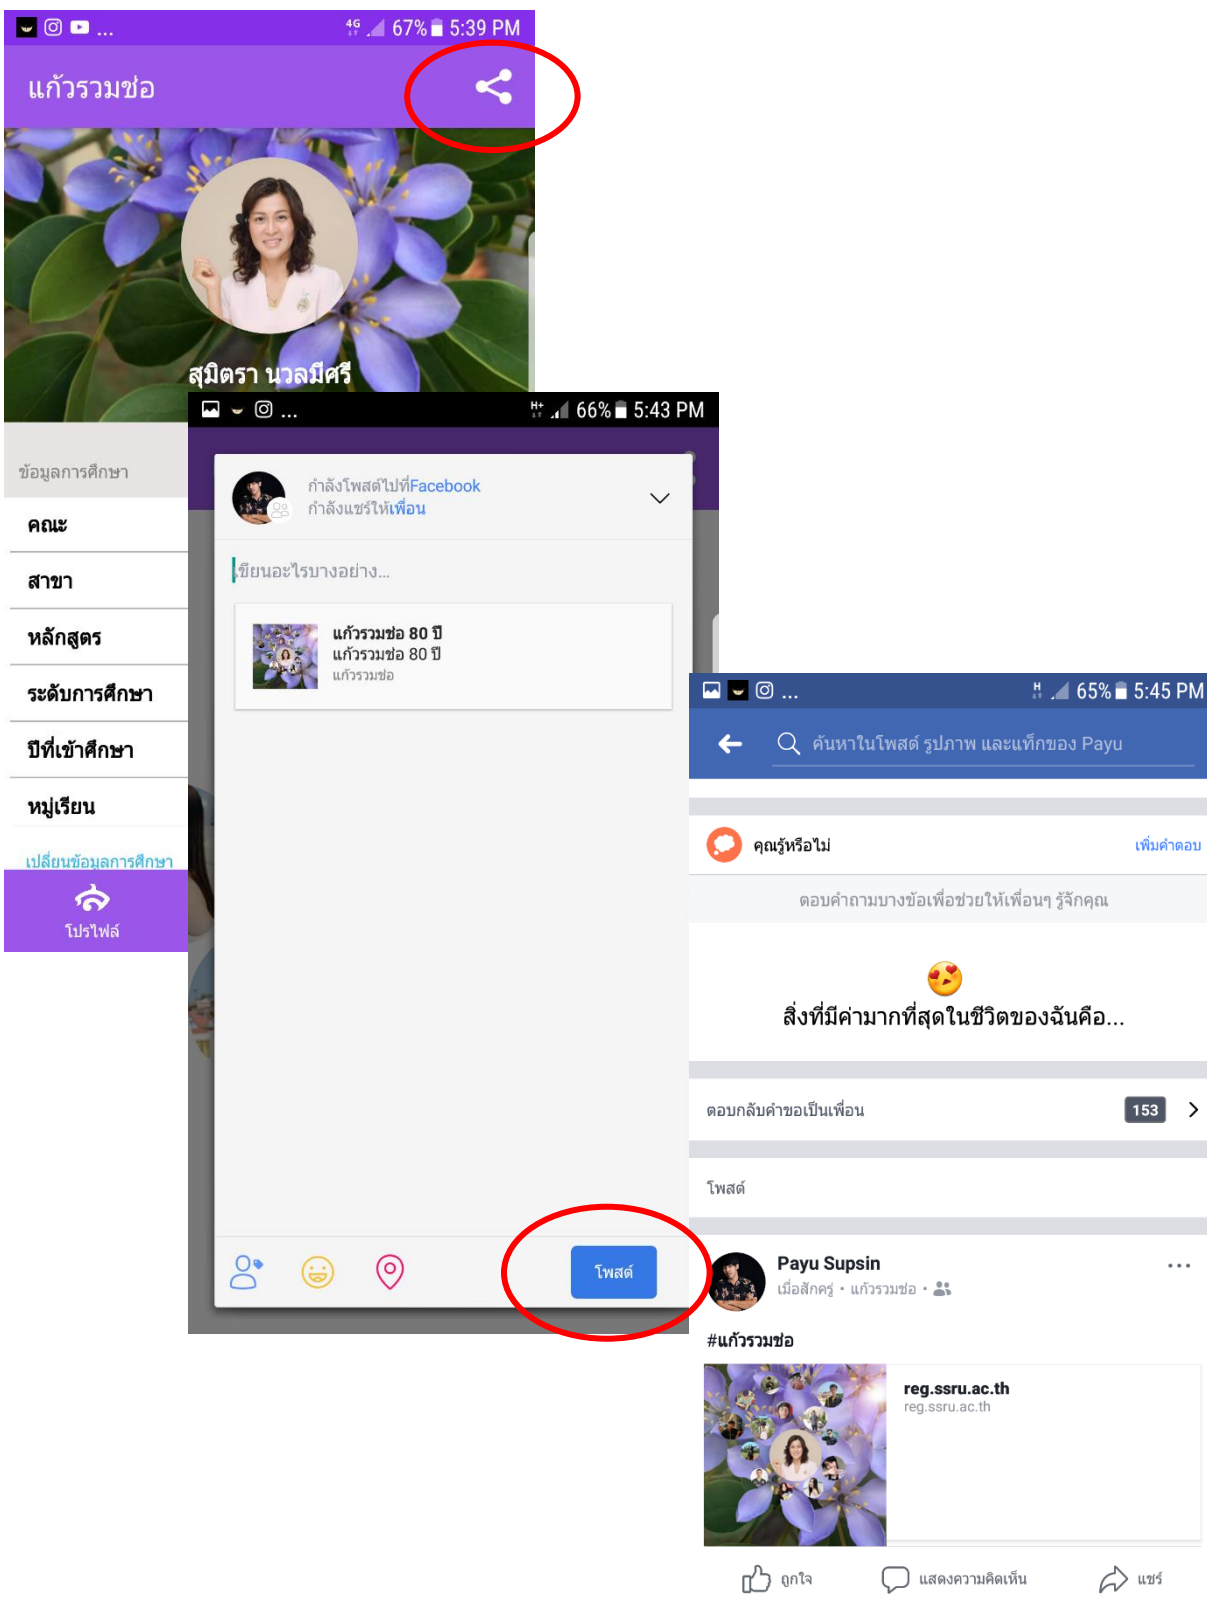 ... 4G 67% 5:39 PM
แก้วรวมช่อ
สุมิตรา นวลมีศรี
ข้อมูลการศึกษา
คณะ
สาขา
หลักสูตร
ระดับการศึกษา
ปีที่เข้าศึกษา
หมู่เรียน
เปลี่ยนข้อมูลการศึกษา
โปรไฟล์
... H+ 66% 5:43 PM
กำลังโพสต์ไปที่Facebook
กำลังแชร์ให้เพื่อน
เขียนอะไรบางอย่าง...
แก้วรวมช่อ 80 ปี
แก้วรวมช่อ 80 ปี
แก้วรวมช่อ
โพสต์
... H 65% 5:45 PM
ค้นหาในโพสต์ รูปภาพ และแท็กของ Payu
คุณรู้หรือไม่ เพิ่มคำตอบ
ตอบคำถามบางข้อเพื่อช่วยให้เพื่อนๆ รู้จักคุณ
สิ่งที่มีค่ามากที่สุดในชีวิตของฉันคือ...
ตอบกลับคำขอเป็นเพื่อน 153
โพสต์
Payu Supsin
เมื่อสักครู่ • แก้วรวมช่อ •
#แก้วรวมช่อ
reg.ssru.ac.th
reg.ssru.ac.th
ถูกใจ แสดงความคิดเห็น แชร์